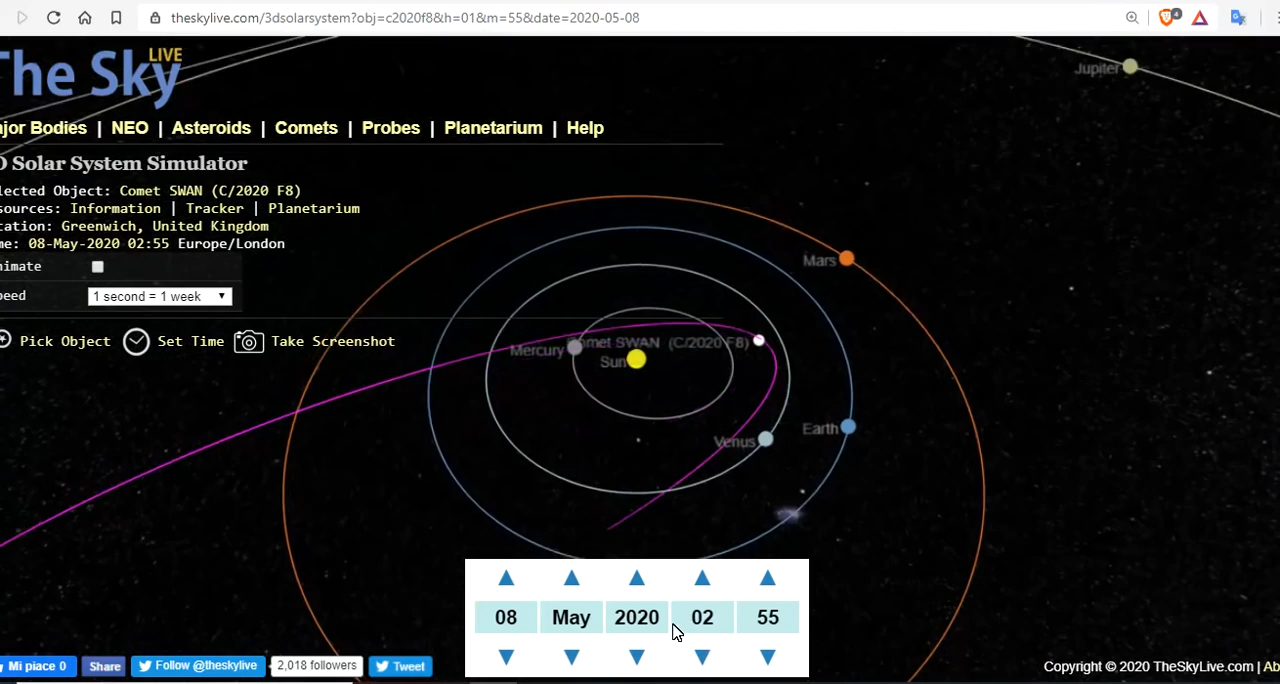 theskylive.com/3dsolarsystem?obj=c2020f8&h=01&m=55&date=2020-05-08
4
The Sky LIVE
Jupiter
jor Bodies | NEO | Asteroids | Comets | Probes | Planetarium | Help
D Solar System Simulator
lected Object: Comet SWAN (C/2020 F8)
sources: Information | Tracker | Planetarium
cation: Greenwich, United Kingdom
me: 08-May-2020 02:55 Europe/London
Mars
nimate
eed 1 second = 1 week
Pick Object Set Time Take Screenshot
Mercury
omet SWAN (C/2020 F8)
Sun
Venus
Earth
08 May 2020 02 55
Mi piace 0 Share Follow @theskylive 2,018 followers Tweet
Copyright © 2020 TheSkyLive.com | Ab